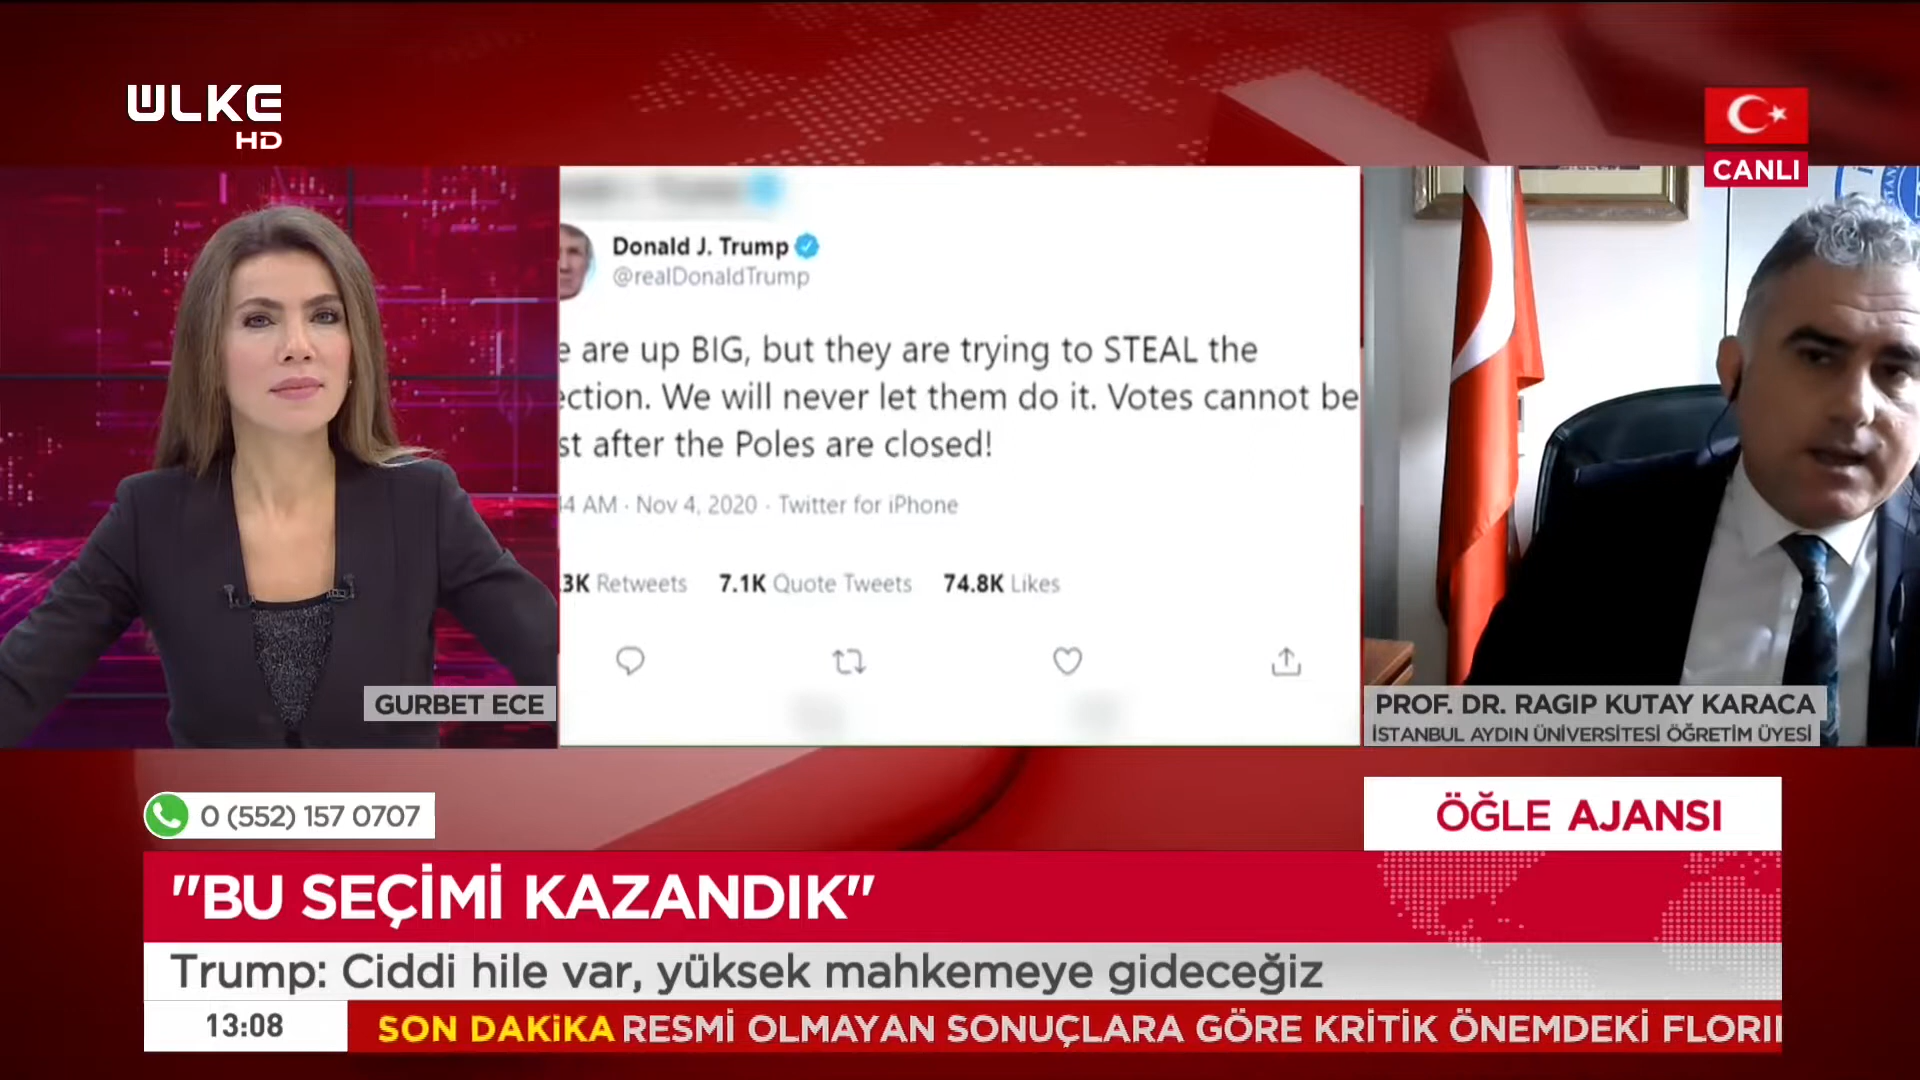 ULKE
HD
CANLI
Donald J. Trump
@realDonaldTrump
e are up BIG, but they are trying to STEAL the
ection. We will never let them do it. Votes cannot be
st after the Poles are closed!
4 AM · Nov 4, 2020 · Twitter for iPhone
.3K Retweets 7.1K Quote Tweets 74.8K Likes
GURBET ECE
PROF. DR. RAGIP KUTAY KARACA
İSTANBUL AYDIN ÜNİVERSİTESİ ÖĞRETİM ÜYESİ
0 (552) 157 0707
ÖĞLE AJANSI
"BU SEÇİMİ KAZANDIK"
Trump: Ciddi hile var, yüksek mahkemeye gideceğiz
13:08
SON DAKİKA RESMİ OLMAYAN SONUÇLARA GÖRE KRİTİK ÖNEMDEKİ FLORI